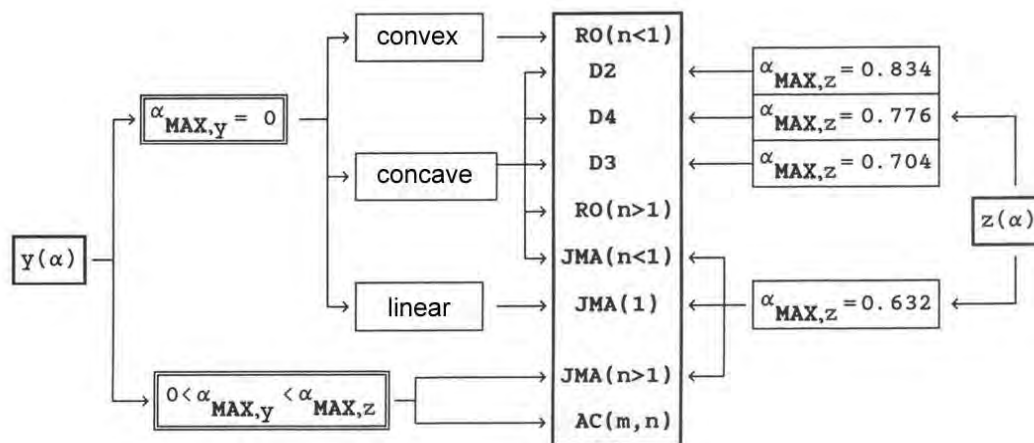 convex
RO(n<1)
D2
α MAX,z = 0.834
α MAX,y = 0
D4
α MAX,z = 0.776
concave
D3
α MAX,z = 0.704
RO(n>1)
z(α)
y(α)
JMA(n<1)
linear
JMA(1)
α MAX,z = 0.632
0 < α MAX,y < α MAX,z
JMA(n>1)
AC(m,n)